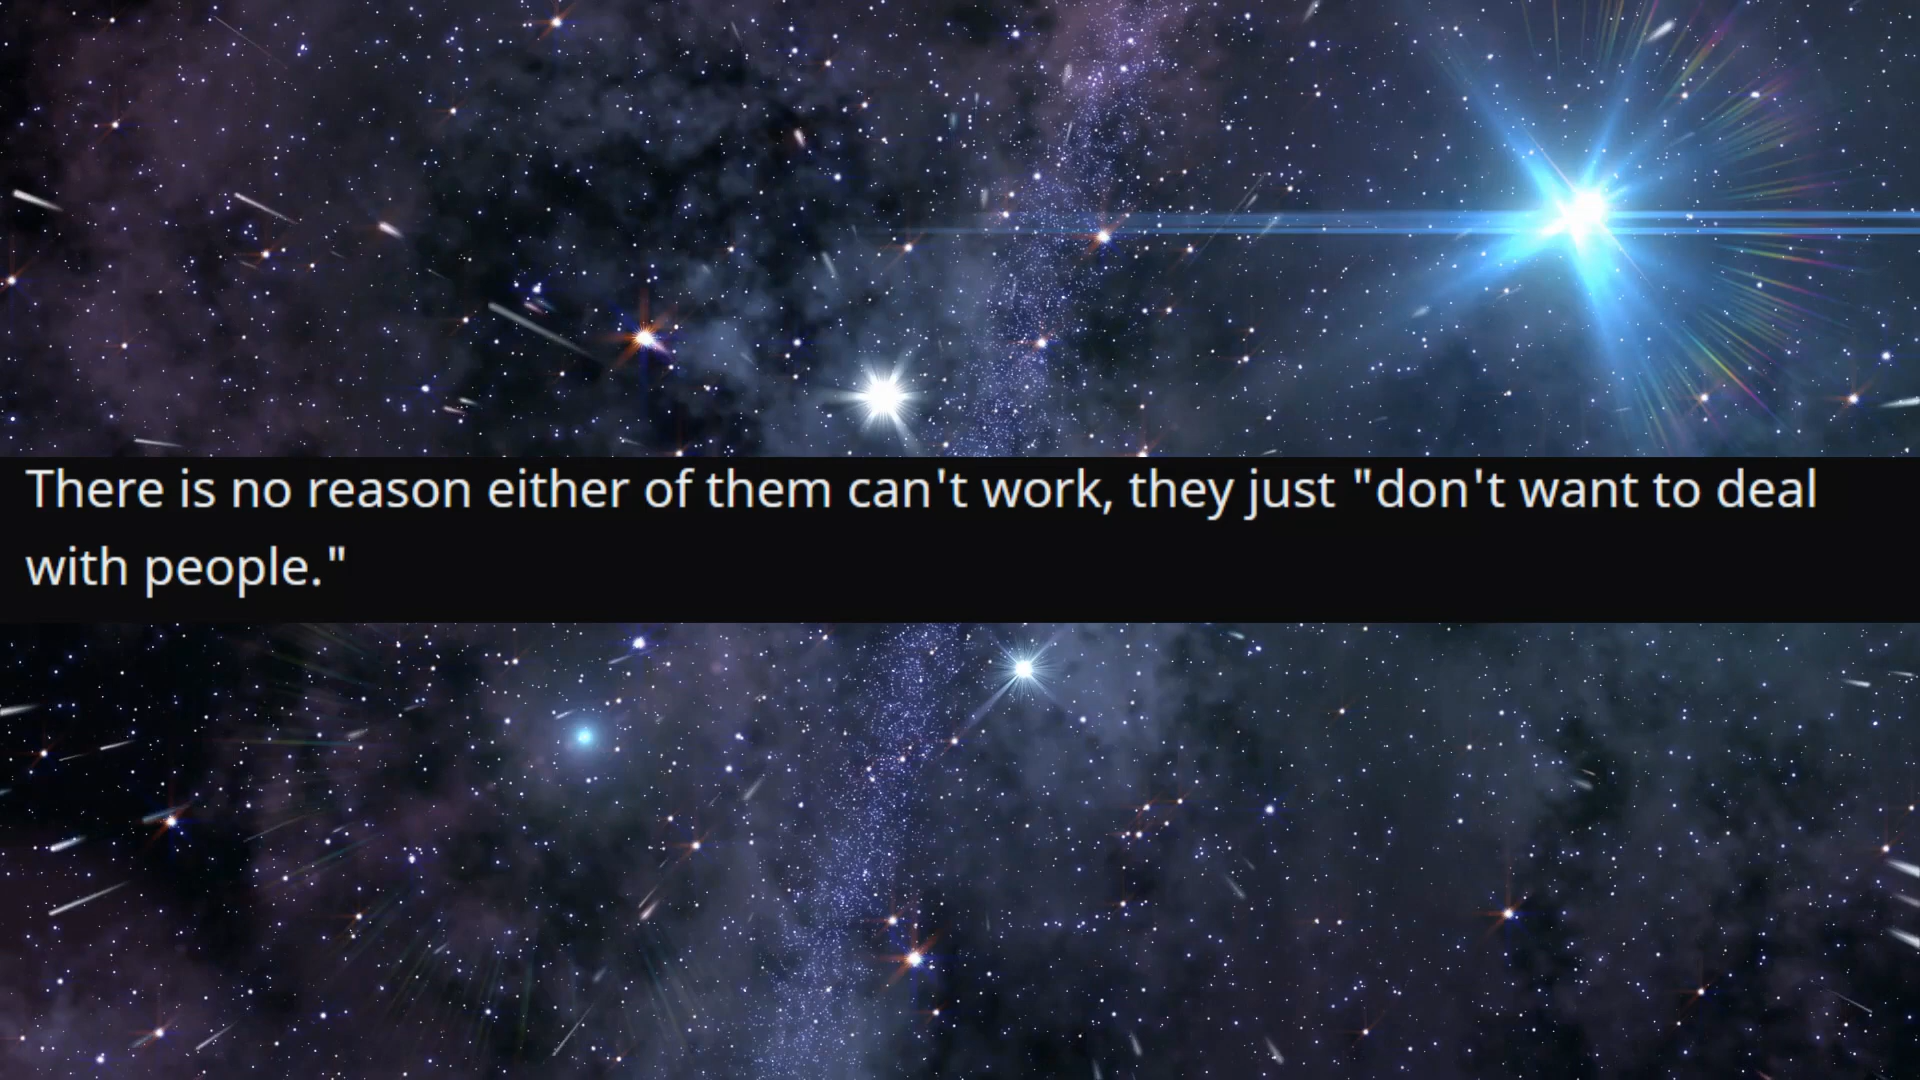 There is no reason either of them can't work, they just "don't want to deal
with people."